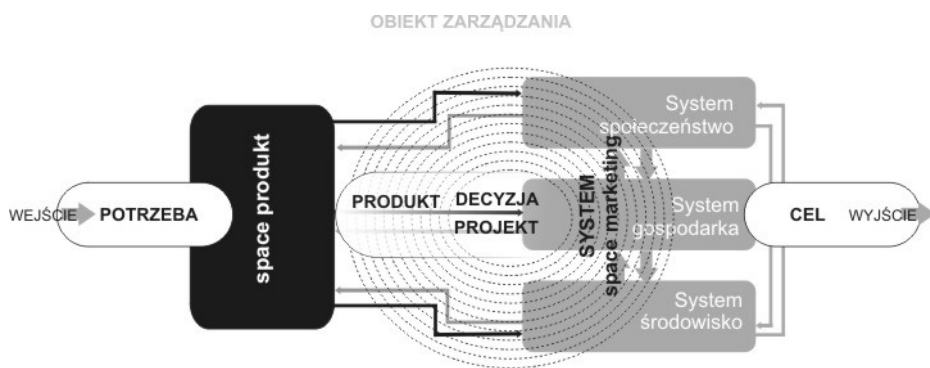 OBIEKT ZARZĄDZANIA
WEJŚCIE
POTRZEBA
space produkt
PRODUKT
DECYZJA
PROJEKT
SYSTEM
space marketing
System
społeczeństwo
System
gospodarka
System
środowisko
CEL
WYJŚCIE